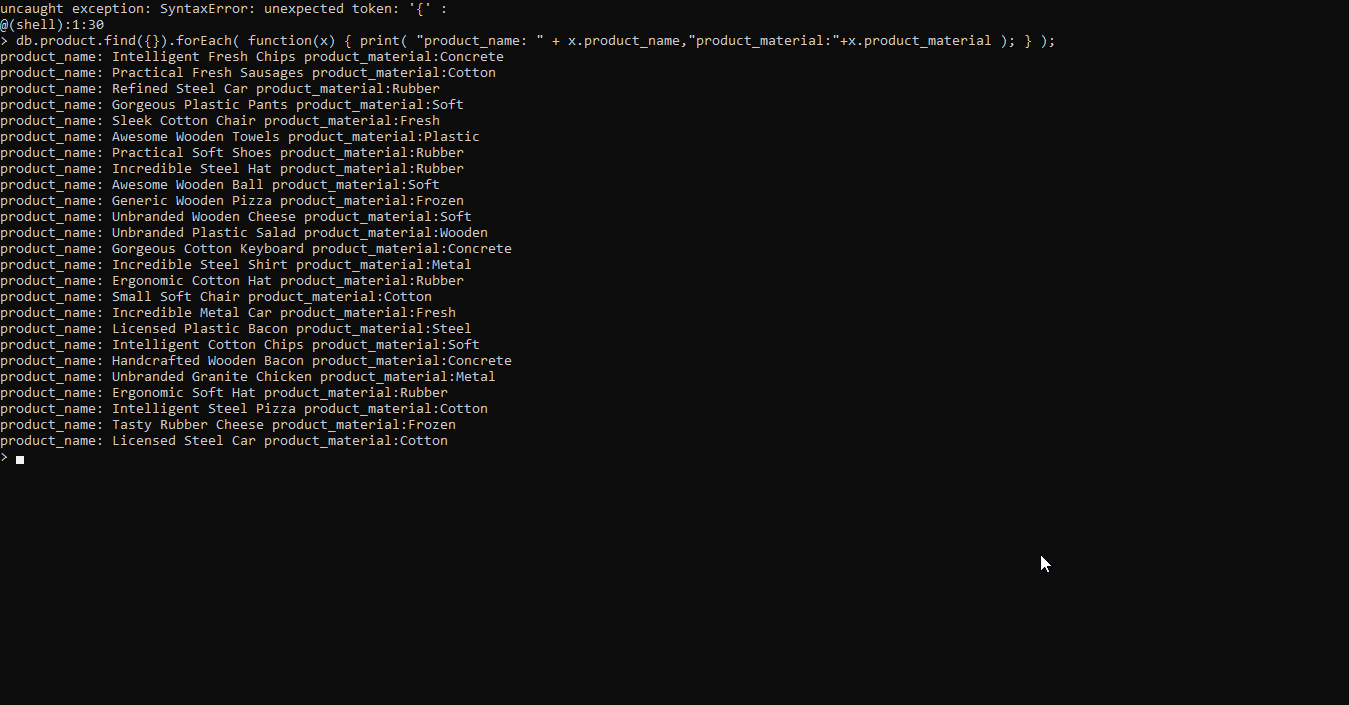 uncaught exception: SyntaxError: unexpected token: '{' :
@(shell):1:30
> db.product.find({}).forEach( function(x) { print( "product_name: " + x.product_name,"product_material:"+x.product_material ); } );
product_name: Intelligent Fresh Chips product_material:Concrete
product_name: Practical Fresh Sausages product_material:Cotton
product_name: Refined Steel Car product_material:Rubber
product_name: Gorgeous Plastic Pants product_material:Soft
product_name: Sleek Cotton Chair product_material:Fresh
product_name: Awesome Wooden Towels product_material:Plastic
product_name: Practical Soft Shoes product_material:Rubber
product_name: Incredible Steel Hat product_material:Rubber
product_name: Awesome Wooden Ball product_material:Soft
product_name: Generic Wooden Pizza product_material:Frozen
product_name: Unbranded Wooden Cheese product_material:Soft
product_name: Unbranded Plastic Salad product_material:Wooden
product_name: Gorgeous Cotton Keyboard product_material:Concrete
product_name: Incredible Steel Shirt product_material:Metal
product_name: Ergonomic Cotton Hat product_material:Rubber
product_name: Small Soft Chair product_material:Cotton
product_name: Incredible Metal Car product_material:Fresh
product_name: Licensed Plastic Bacon product_material:Steel
product_name: Intelligent Cotton Chips product_material:Soft
product_name: Handcrafted Wooden Bacon product_material:Concrete
product_name: Unbranded Granite Chicken product_material:Metal
product_name: Ergonomic Soft Hat product_material:Rubber
product_name: Intelligent Steel Pizza product_material:Cotton
product_name: Tasty Rubber Cheese product_material:Frozen
product_name: Licensed Steel Car product_material:Cotton
>